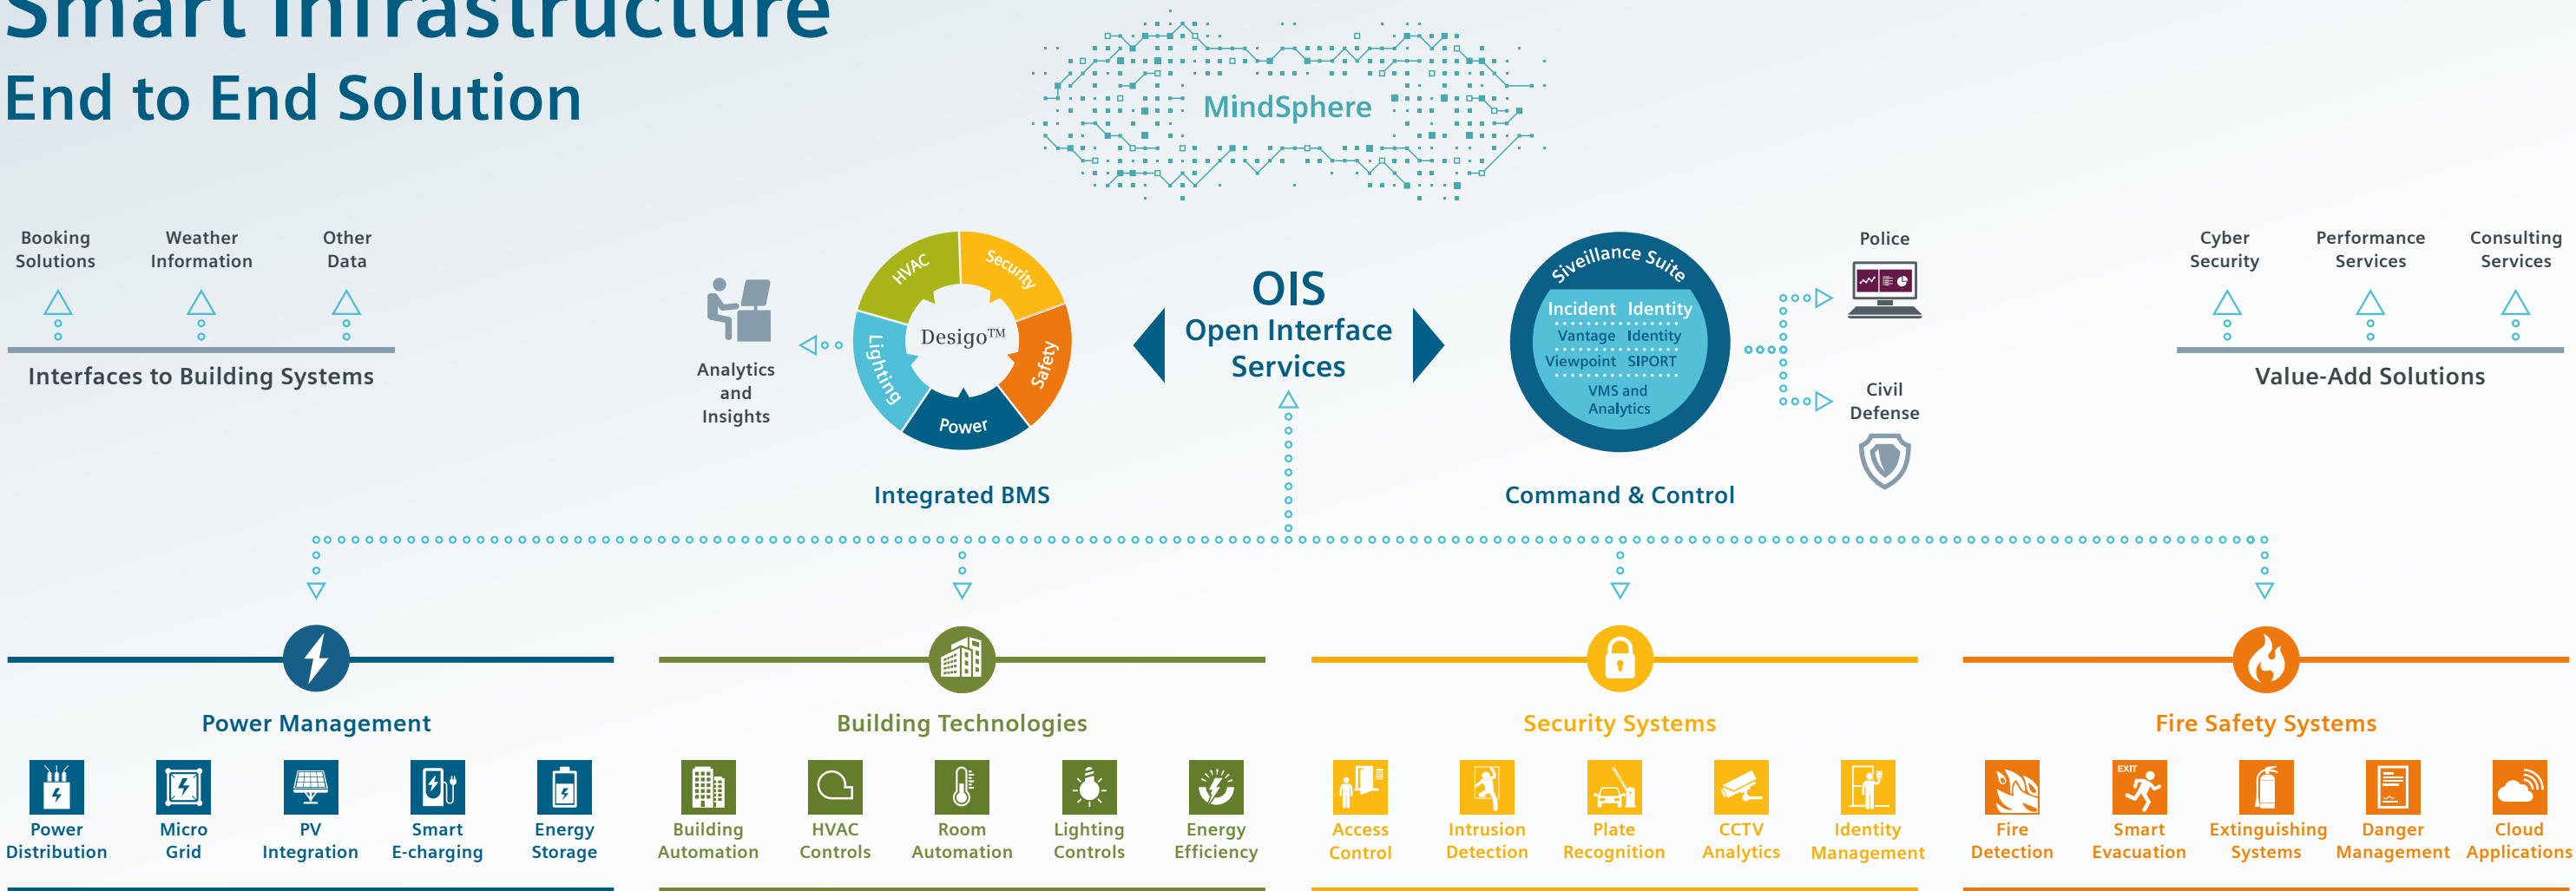 Smart Infrastructure
End to End Solution
MindSphere
Booking
Solutions
Weather
Information
Other
Data
Interfaces to Building Systems
Analytics
and
Insights
HVAC
Security
Lighting
Desigo™
Safety
Power
Integrated BMS
OIS
Open Interface
Services
Siveillance Suite
Incident Identity
Vantage Identity
Viewpoint SIPORT
VMS and
Analytics
Command & Control
Police
Civil
Defense
Cyber
Security
Performance
Services
Consulting
Services
Value-Add Solutions
Power Management
Power
Distribution
Micro
Grid
PV
Integration
Smart
E-charging
Energy
Storage
Building Technologies
Building
Automation
HVAC
Controls
Room
Automation
Lighting
Controls
Energy
Efficiency
Security Systems
Access
Control
Intrusion
Detection
Plate
Recognition
CCTV
Analytics
Identity
Management
Fire Safety Systems
Fire
Detection
EXIT
Smart
Evacuation
Extinguishing
Systems
Danger
Management
Cloud
Applications